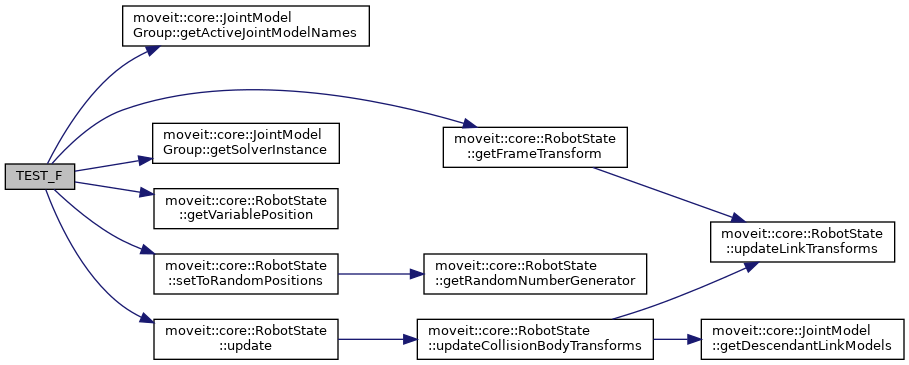 moveit::core::JointModel
Group::getActiveJointModelNames
moveit::core::JointModel
Group::getSolverInstance
moveit::core::RobotState
::getFrameTransform
TEST_F
moveit::core::RobotState
::getVariablePosition
moveit::core::RobotState
::updateLinkTransforms
moveit::core::RobotState
::setToRandomPositions
moveit::core::RobotState
::getRandomNumberGenerator
moveit::core::RobotState
::update
moveit::core::RobotState
::updateCollisionBodyTransforms
moveit::core::JointModel
::getDescendantLinkModels